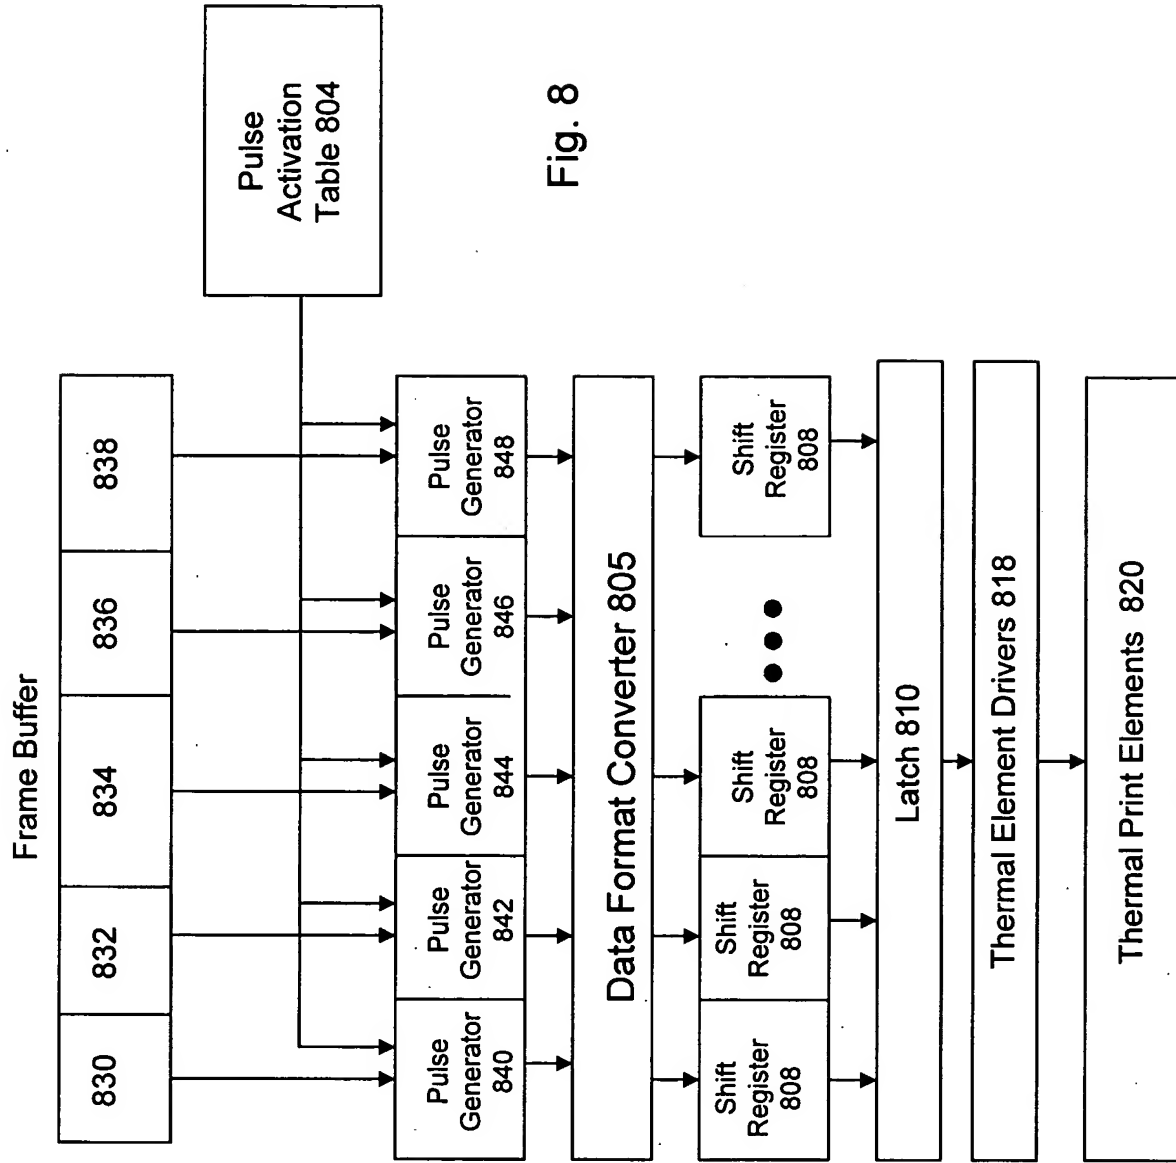 Frame Buffer
830
832
834
836
838
Pulse
Activation
Table 804
Pulse
Generator
840
Pulse
Generator
842
Pulse
Generator
844
Pulse
Generator
846
Pulse
Generator
848
Data Format Converter 805
Shift
Register
808
Shift
Register
808
Shift
Register
808
Shift
Register
808
Latch 810
Thermal Element Drivers 818
Thermal Print Elements 820
Fig. 8